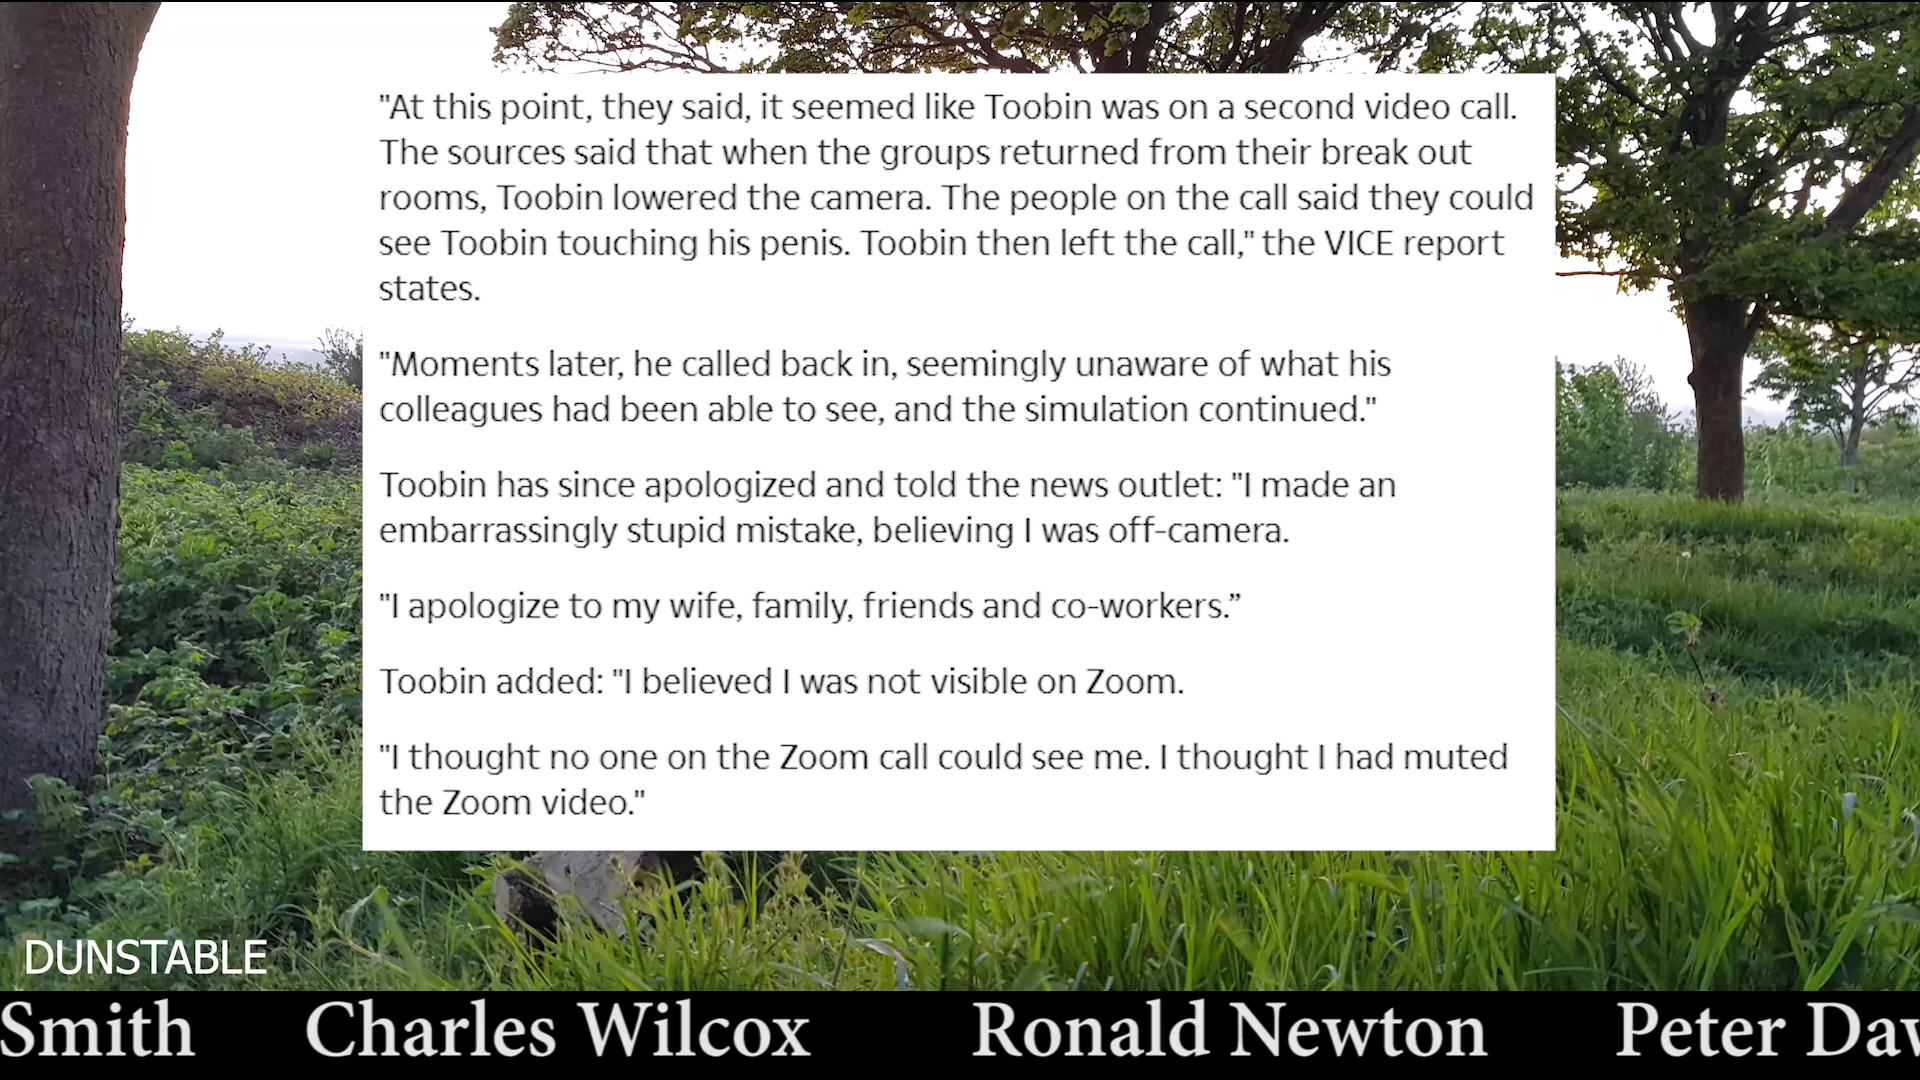 "At this point, they said, it seemed like Toobin was on a second video call.
The sources said that when the groups returned from their break out
rooms, Toobin lowered the camera. The people on the call said they could
see Toobin touching his penis. Toobin then left the call," the VICE report
states.
"Moments later, he called back in, seemingly unaware of what his
colleagues had been able to see, and the simulation continued."
Toobin has since apologized and told the news outlet: "I made an
embarrassingly stupid mistake, believing I was off-camera.
"I apologize to my wife, family, friends and co-workers.”
Toobin added: "I believed I was not visible on Zoom.
"I thought no one on the Zoom call could see me. I thought I had muted
the Zoom video."
DUNSTABLE
Smith Charles Wilcox Ronald Newton Peter